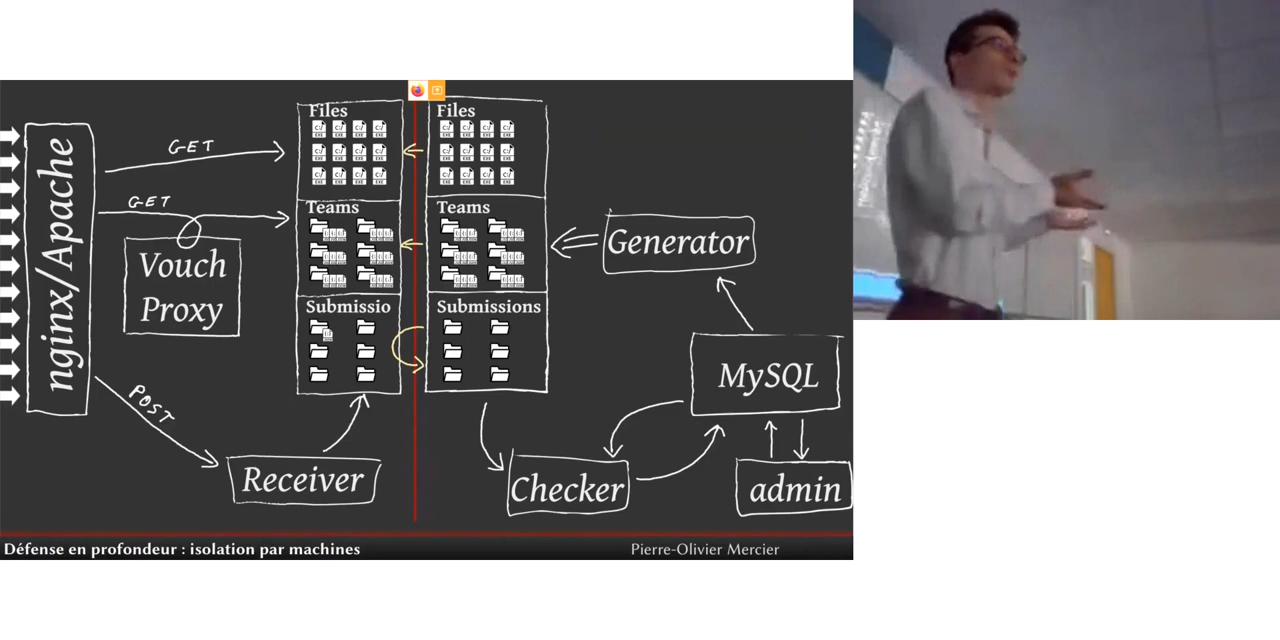 nginx/Apache
GET
GET
Vouch
Proxy
POST
Receiver
Files
Teams
Submissio
Files
Teams
Submissions
Generator
MySQL
Checker
admin
Défense en profondeur : isolation par machines
Pierre-Olivier Mercier